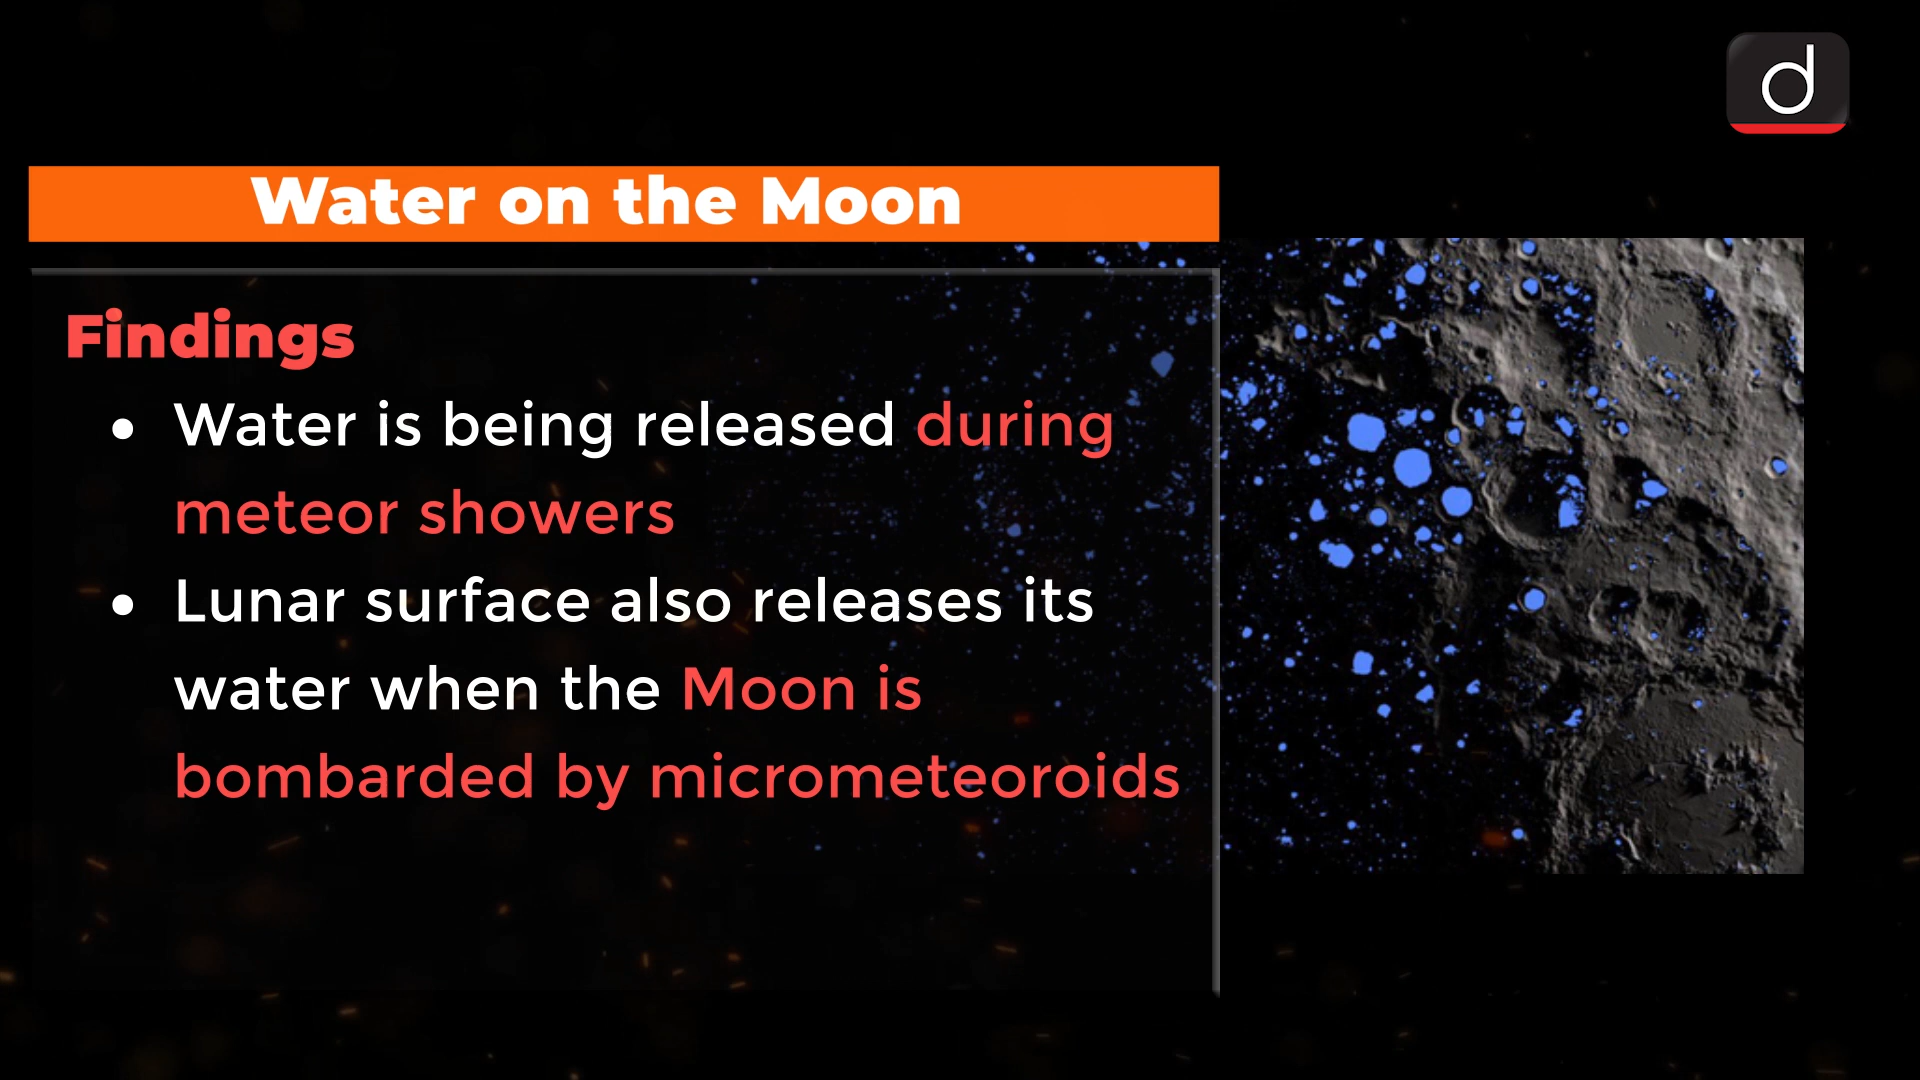 d
Water on the Moon
Findings
• Water is being released during
meteor showers
• Lunar surface also releases its
water when the Moon is
bombarded by micrometeoroids